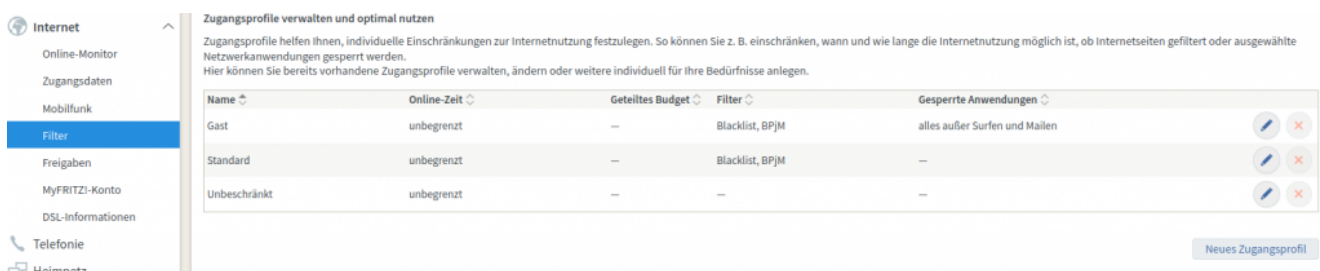 Internet
Online-Monitor
Zugangsdaten
Mobilfunk
Filter
Freigaben
MyFRITZ!-Konto
DSL-Informationen
Telefonie
Heimnetz
Zugangsprofile verwalten und optimal nutzen
Zugangsprofile helfen Ihnen, individuelle Einschränkungen zur Internetnutzung festzulegen. So können Sie z. B. einschränken, wann und wie lange die Internetnutzung möglich ist, ob Internetseiten gefiltert oder ausgewählte
Netzwerkanwendungen gesperrt werden.
Hier können Sie bereits vorhandene Zugangsprofile verwalten, ändern oder weitere individuell für Ihre Bedürfnisse anlegen.
Name Online-Zeit Geteiltes Budget Filter Gesperrte Anwendungen
Gast unbegrenzt — Blacklist, BPjM alles außer Surfen und Mailen
Standard unbegrenzt — Blacklist, BPjM —
Unbeschränkt unbegrenzt — — —
Neues Zugangsprofil